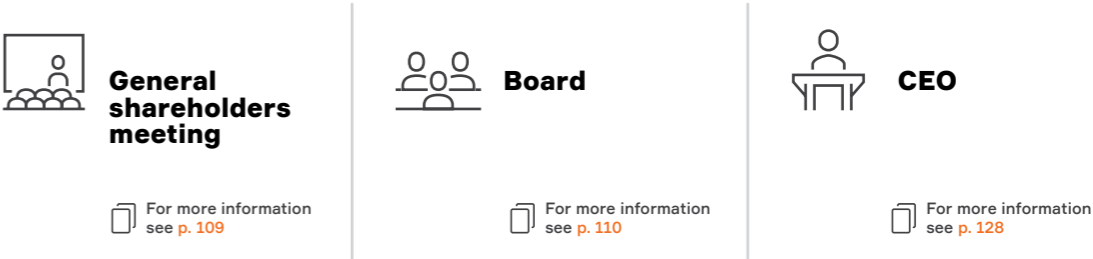 General
shareholders
meeting
For more information
see p. 109
Board
For more information
see p. 110
CEO
For more information
see p. 128